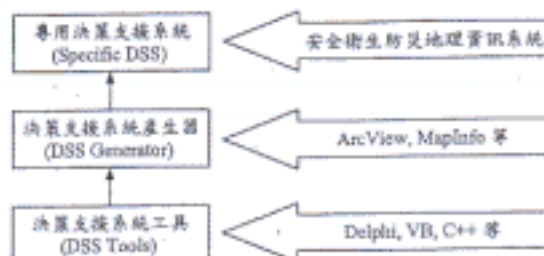 專用決策支援系統
(Specific DSS)
安全衛生防災地理資訊系統
決策支援系統產生器
(DSS Generator)
ArcView, MapInfo 等
決策支援系統工具
(DSS Tools)
Delphi, VB, C++ 等